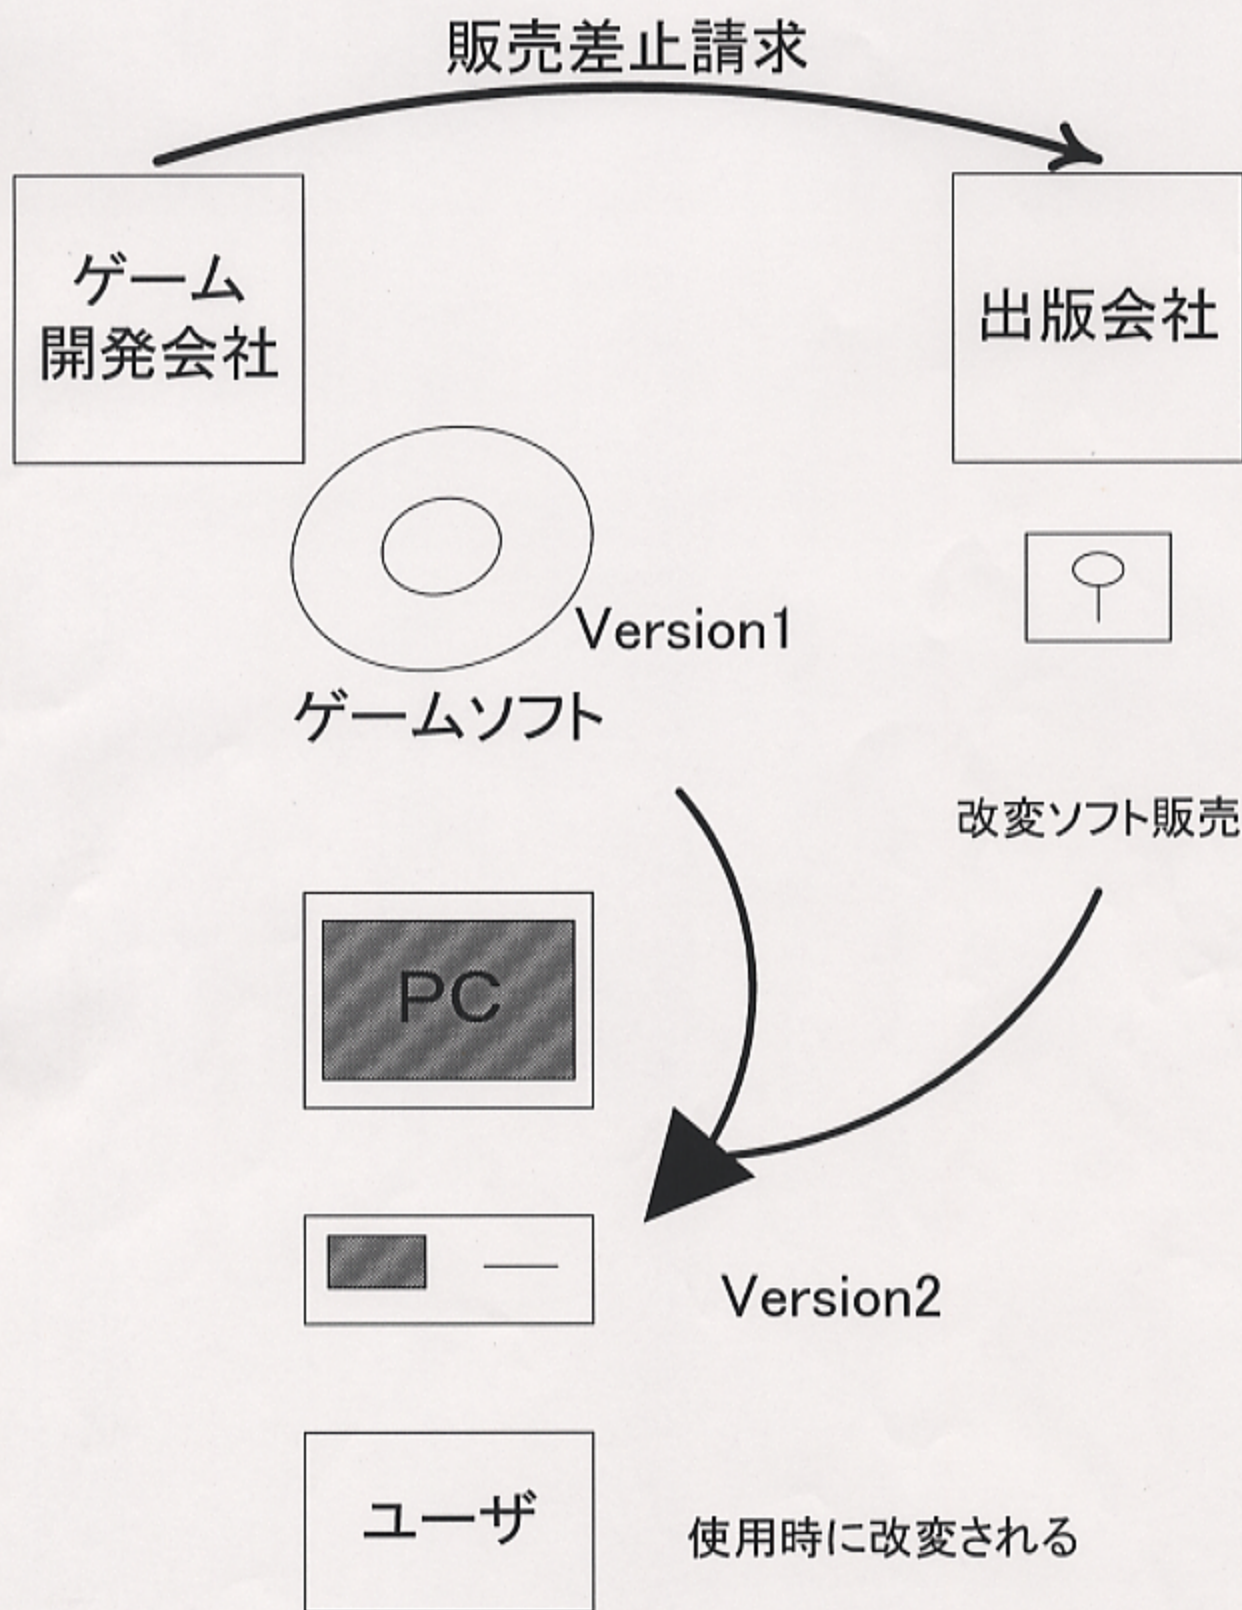 販売差止請求
ゲーム
開発会社
出版会社
Version1
ゲームソフト
改変ソフト販売
PC
Version2
ユーザ
使用時に改変される